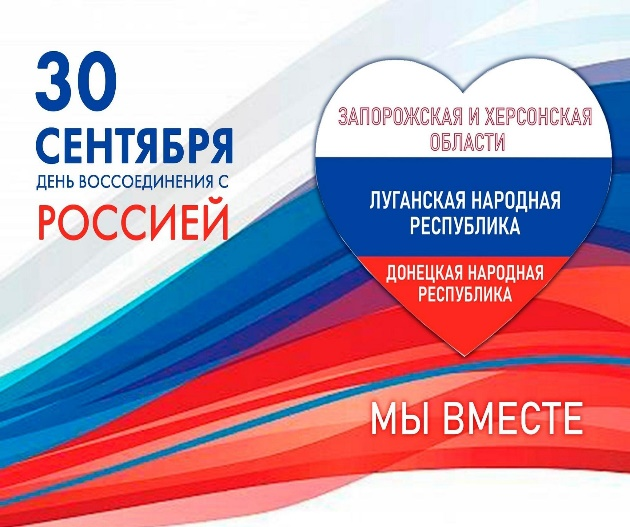 30
СЕНТЯБРЯ
ДЕНЬ ВОССОЕДИНЕНИЯ С
РОССИЕЙ
ЗАПОРОЖСКАЯ И ХЕРСОНСКАЯ
ОБЛАСТИ
ЛУГАНСКАЯ НАРОДНАЯ
РЕСПУБЛИКА
ДОНЕЦКАЯ НАРОДНАЯ
РЕСПУБЛИКА
МЫ ВМЕСТЕ